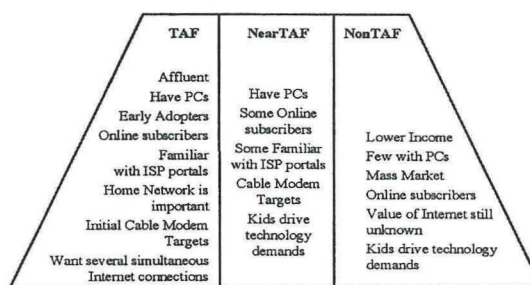 TAF
Affluent
Have PCs
Early Adopters
Online subscribers
Familiar
with ISP portals
Home Network is
important
Initial Cable Modem
Targets
Want several simultaneous
Internet connections
NearTAF
Have PCs
Some Online
subscribers
Some Familiar
with ISP portals
Cable Modem
Targets
Kids drive
technology
demands
NonTAF
Lower Income
Few with PCs
Mass Market
Online subscribers
Value of Internet still
unknown
Kids drive technology
demands